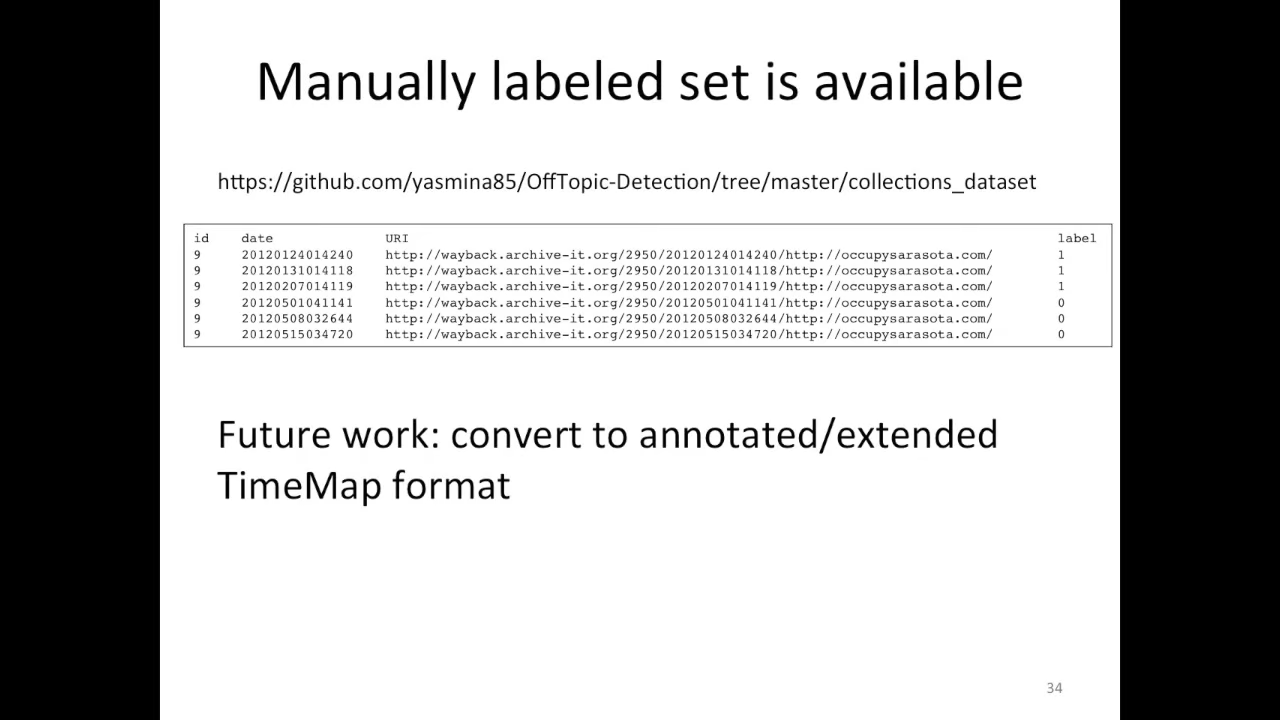 Manually labeled set is available
https://github.com/yasmina85/OffTopic-Detection/tree/master/collections_dataset
id date URI label
9 20120124014240 http://wayback.archive-it.org/2950/20120124014240/http://occupysarasota.com/ 1
9 20120131014118 http://wayback.archive-it.org/2950/20120131014118/http://occupysarasota.com/ 1
9 20120207014119 http://wayback.archive-it.org/2950/20120207014119/http://occupysarasota.com/ 1
9 20120501041141 http://wayback.archive-it.org/2950/20120501041141/http://occupysarasota.com/ 0
9 20120508032644 http://wayback.archive-it.org/2950/20120508032644/http://occupysarasota.com/ 0
9 20120515034720 http://wayback.archive-it.org/2950/20120515034720/http://occupysarasota.com/ 0
Future work: convert to annotated/extended
TimeMap format
34